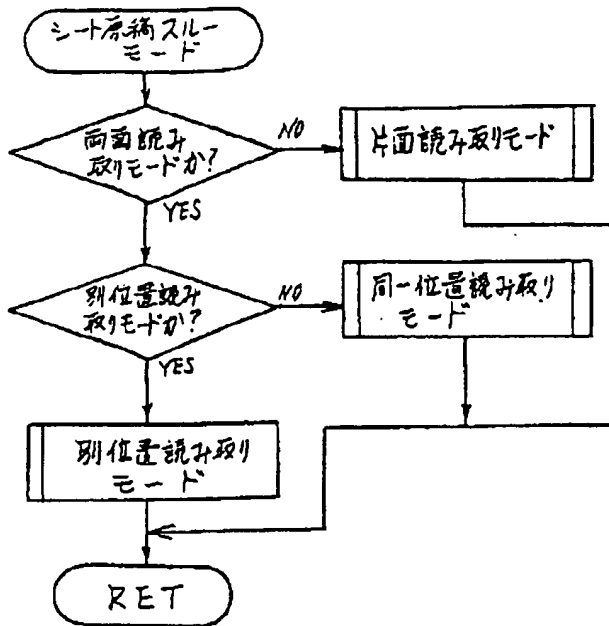 シート原稿スルー
モード
両面読み
取りモードか?
NO
片面読み取りモード
YES
別位置読み
取りモードか?
NO
同一位置読み取り
モード
YES
別位置読み取り
モード
RET